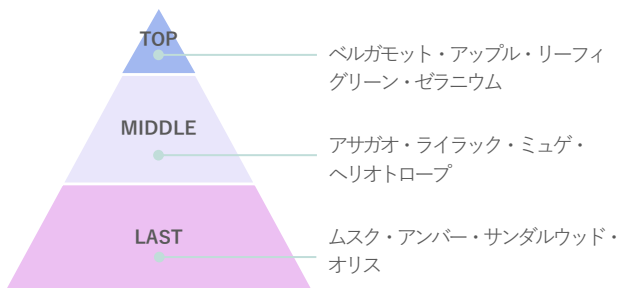 TOP
ベルガモット・アップル・リーフィ
グリーン・ゼラニウム
MIDDLE
アサガオ・ライラック・ミュゲ・
ヘリオトロープ
LAST
ムスク・アンバー・サンダルウッド・
オリス